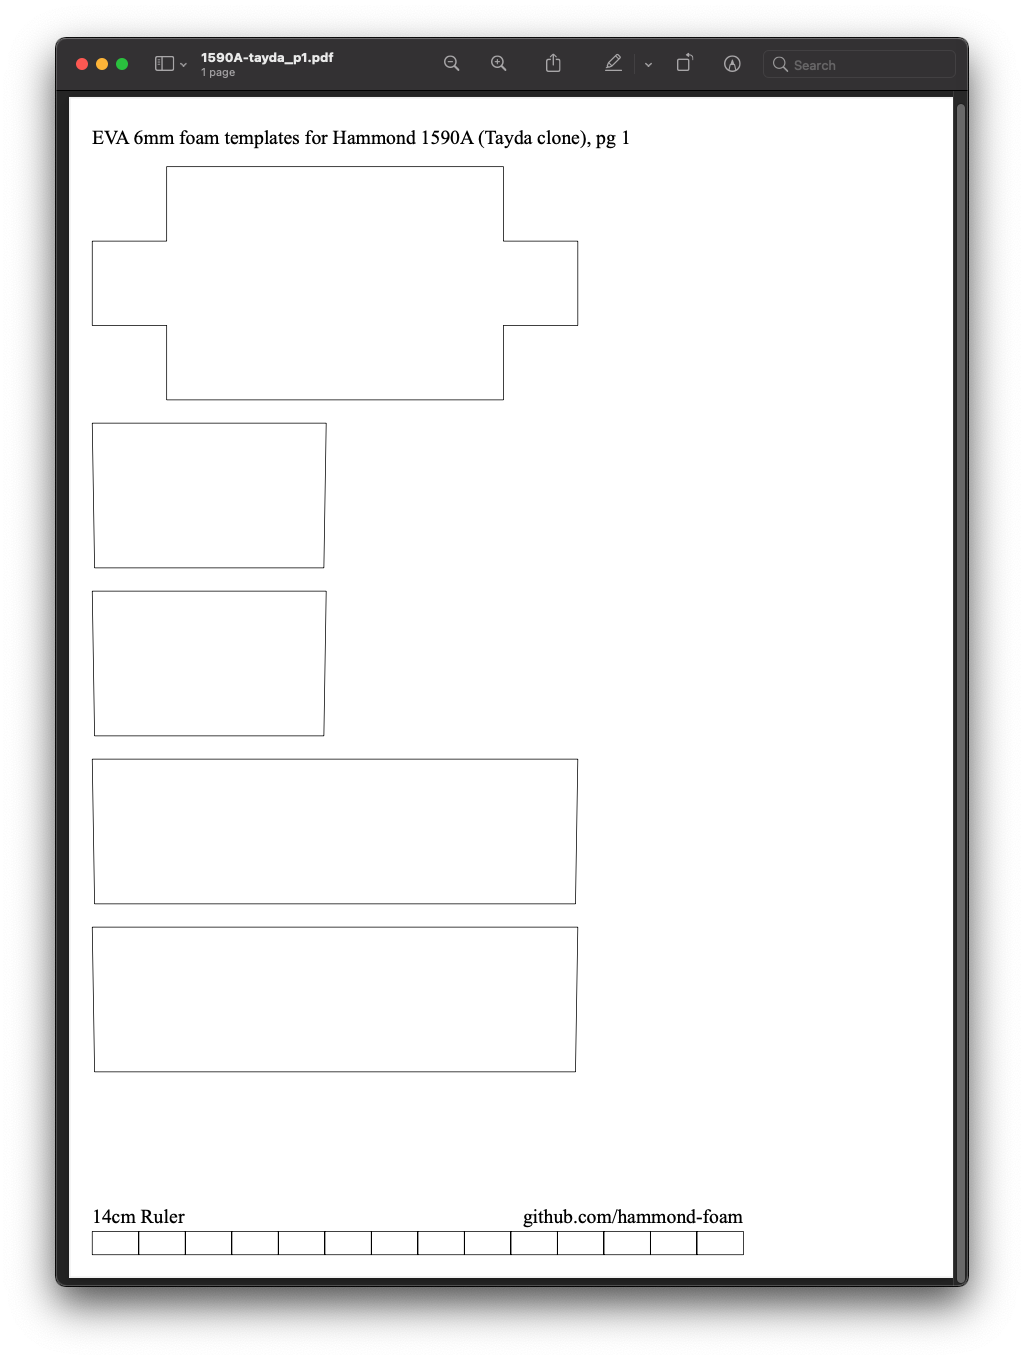 1590A-tayda_p1.pdf
1 page
Search
EVA 6mm foam templates for Hammond 1590A (Tayda clone), pg 1
14cm Ruler
github.com/hammond-foam